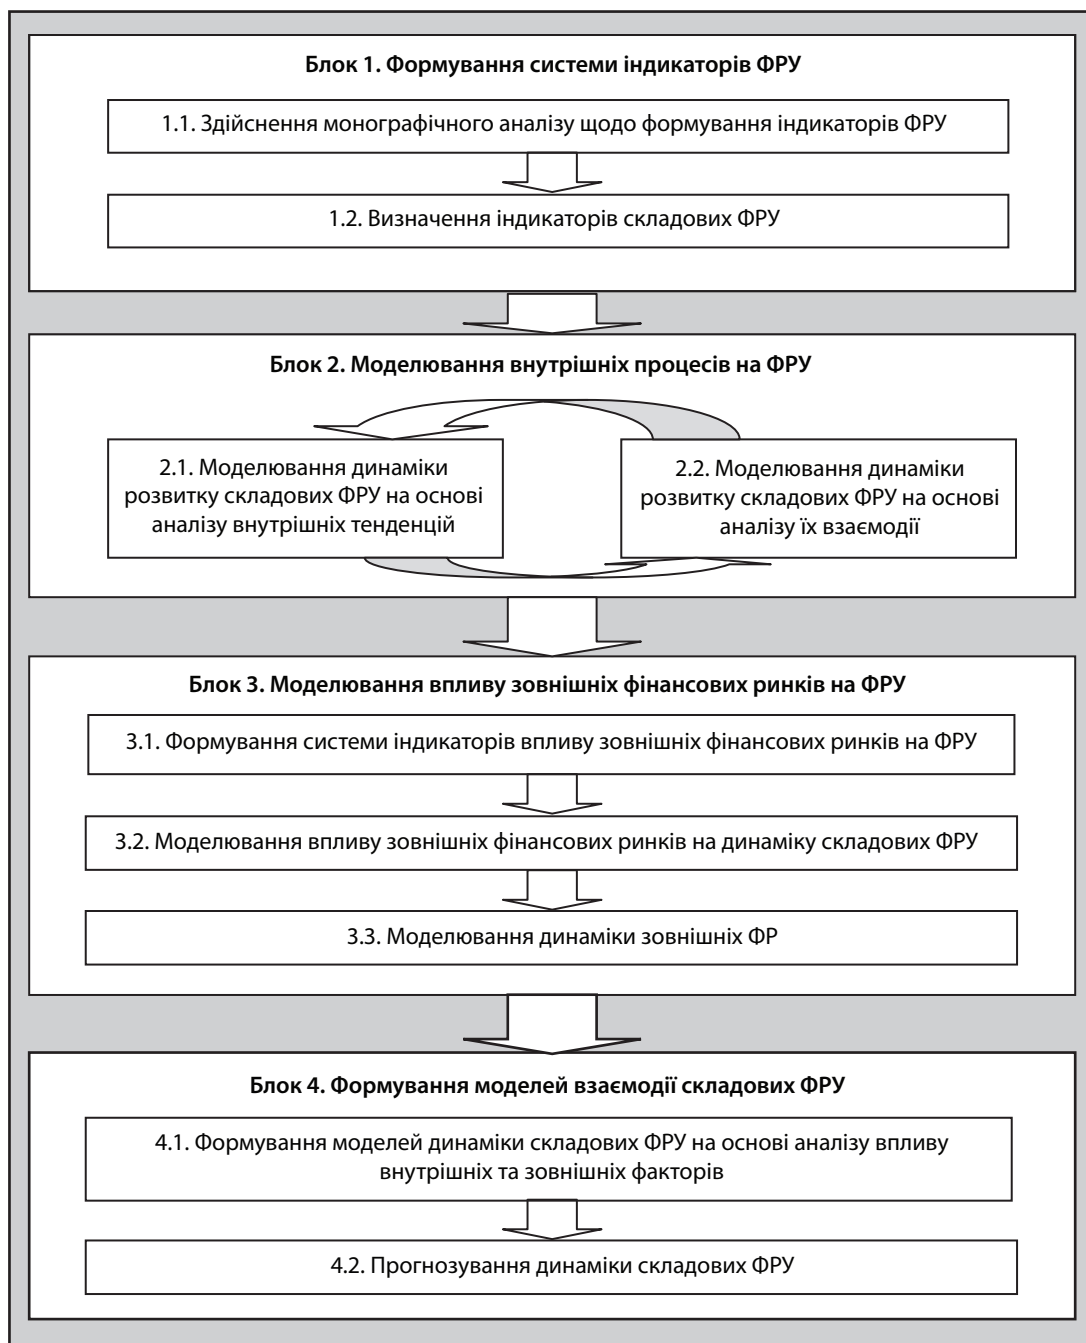 Блок 1. Формування системи індикаторів ФРУ
1.1. Здійснення монографічного аналізу щодо формування індикаторів ФРУ
1.2. Визначення індикаторів складових ФРУ
Блок 2. Моделювання внутрішніх процесів на ФРУ
2.1. Моделювання динаміки
розвитку складових ФРУ на основі
аналізу внутрішніх тенденцій
2.2. Моделювання динаміки
розвитку складових ФРУ на основі
аналізу їх взаємодії
Блок 3. Моделювання впливу зовнішніх фінансових ринків на ФРУ
3.1. Формування системи індикаторів впливу зовнішніх фінансових ринків на ФРУ
3.2. Моделювання впливу зовнішніх фінансових ринків на динаміку складових ФРУ
3.3. Моделювання динаміки зовнішніх ФР
Блок 4. Формування моделей взаємодії складових ФРУ
4.1. Формування моделей динаміки складових ФРУ на основі аналізу впливу
внутрішніх та зовнішніх факторів
4.2. Прогнозування динаміки складових ФРУ